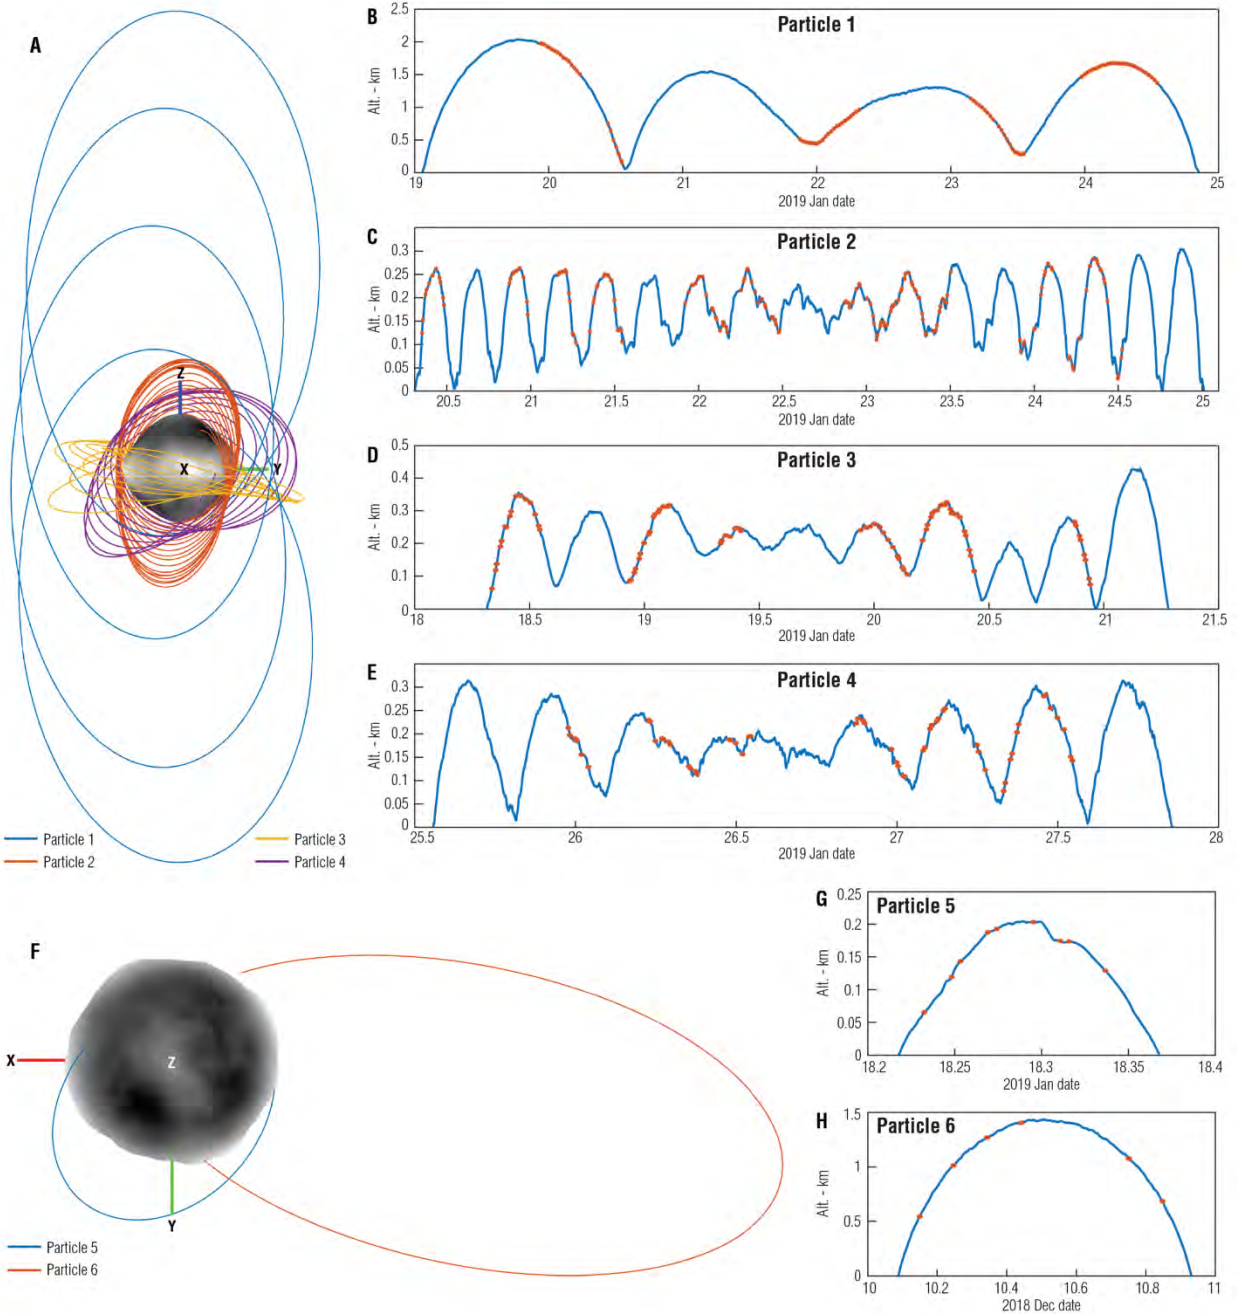 A
Z
X
Y
Particle 1
Particle 2
Particle 3
Particle 4
B
Particle 1
2.5
2
1.5
1
0.5
0
Alt. - km
19 20 21 22 23 24 25
2019 Jan date
C
Particle 2
0.3
0.25
0.2
0.15
0.1
0.05
0
Alt. - km
20.5 21 21.5 22 22.5 23 23.5 24 24.5 25
2019 Jan date
D
Particle 3
0.5
0.4
0.3
0.2
0.1
0
Alt. - km
18 18.5 19 19.5 20 20.5 21 21.5
2019 Jan date
E
Particle 4
0.3
0.25
0.2
0.15
0.1
0.05
0
Alt. - km
25.5 26 26.5 27 27.5 28
2019 Jan date
F
X
Z
Y
Particle 5
Particle 6
G
Particle 5
0.25
0.2
0.15
0.1
0.05
0
Alt. - km
18.2 18.25 18.3 18.35 18.4
2019 Jan date
H
Particle 6
1.5
1
0.5
0
Alt. - km
10 10.2 10.4 10.6 10.8 11
2018 Dec date